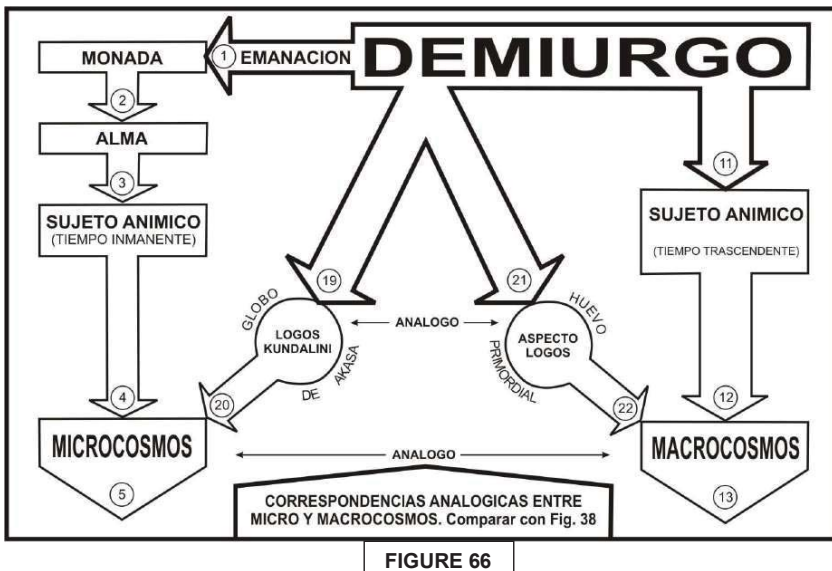 DEMIURGO
1 EMANACION
MONADA
2
ALMA
3
SUJETO ANIMICO
(TIEMPO INMANENTE)
4
MICROCOSMOS
5
11
SUJETO ANIMICO
(TIEMPO TRASCENDENTE)
12
MACROCOSMOS
13
19
GLOBO
LOGOS
KUNDALINI
DE AKASA
20
ANALOGO
21
HUEVO
ASPECTO
LOGOS
PRIMORDIAL
22
ANALOGO
CORRESPONDENCIAS ANALOGICAS ENTRE
MICRO Y MACROCOSMOS. Comparar con Fig. 38
FIGURE 66